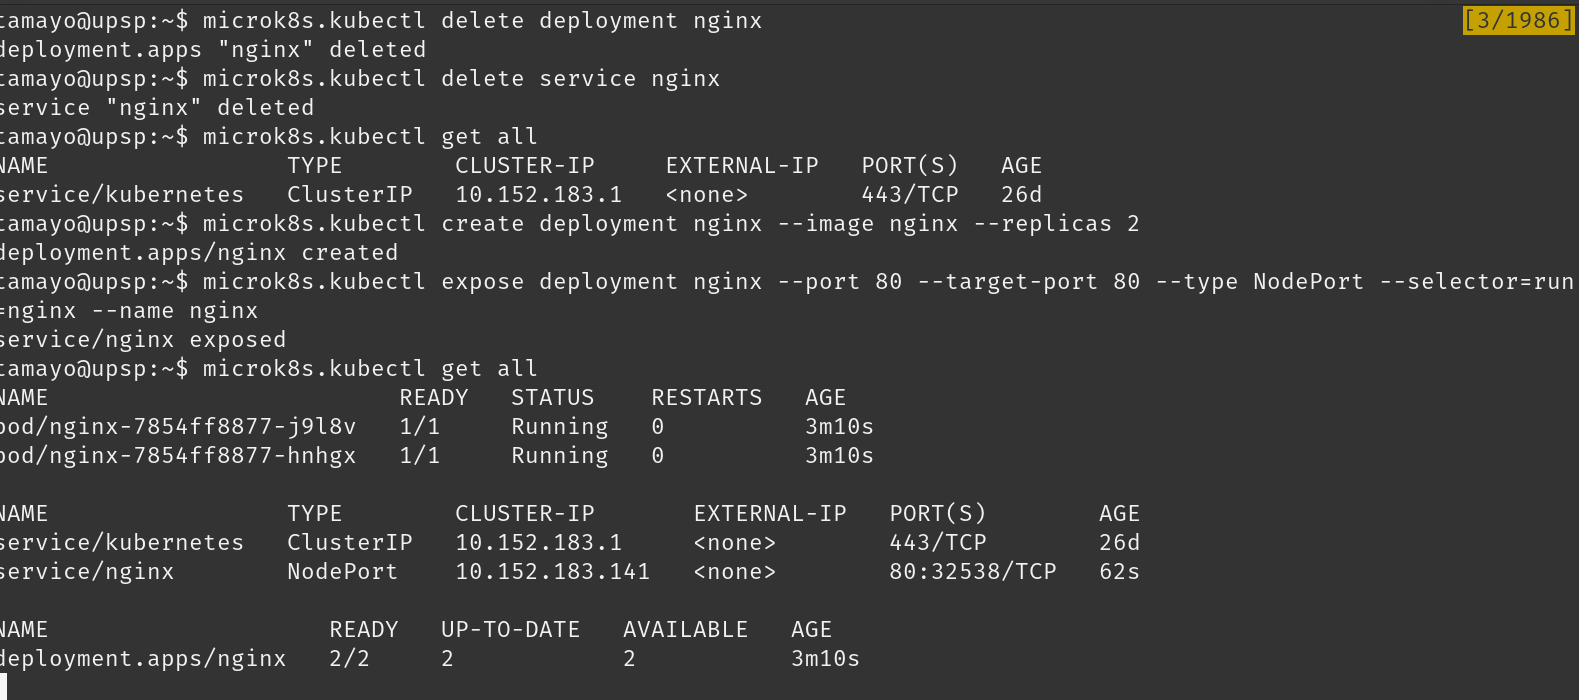 tamayo@upsp:~$ microk8s.kubectl delete deployment nginx [3/1986]
deployment.apps "nginx" deleted
tamayo@upsp:~$ microk8s.kubectl delete service nginx
service "nginx" deleted
tamayo@upsp:~$ microk8s.kubectl get all
NAME TYPE CLUSTER-IP EXTERNAL-IP PORT(S) AGE
service/kubernetes ClusterIP 10.152.183.1 <none> 443/TCP 26d
tamayo@upsp:~$ microk8s.kubectl create deployment nginx --image nginx --replicas 2
deployment.apps/nginx created
tamayo@upsp:~$ microk8s.kubectl expose deployment nginx --port 80 --target-port 80 --type NodePort --selector=run
=nginx --name nginx
service/nginx exposed
tamayo@upsp:~$ microk8s.kubectl get all
NAME READY STATUS RESTARTS AGE
pod/nginx-7854ff8877-j9l8v 1/1 Running 0 3m10s
pod/nginx-7854ff8877-hnhgx 1/1 Running 0 3m10s
NAME TYPE CLUSTER-IP EXTERNAL-IP PORT(S) AGE
service/kubernetes ClusterIP 10.152.183.1 <none> 443/TCP 26d
service/nginx NodePort 10.152.183.141 <none> 80:32538/TCP 62s
NAME READY UP-TO-DATE AVAILABLE AGE
deployment.apps/nginx 2/2 2 2 3m10s